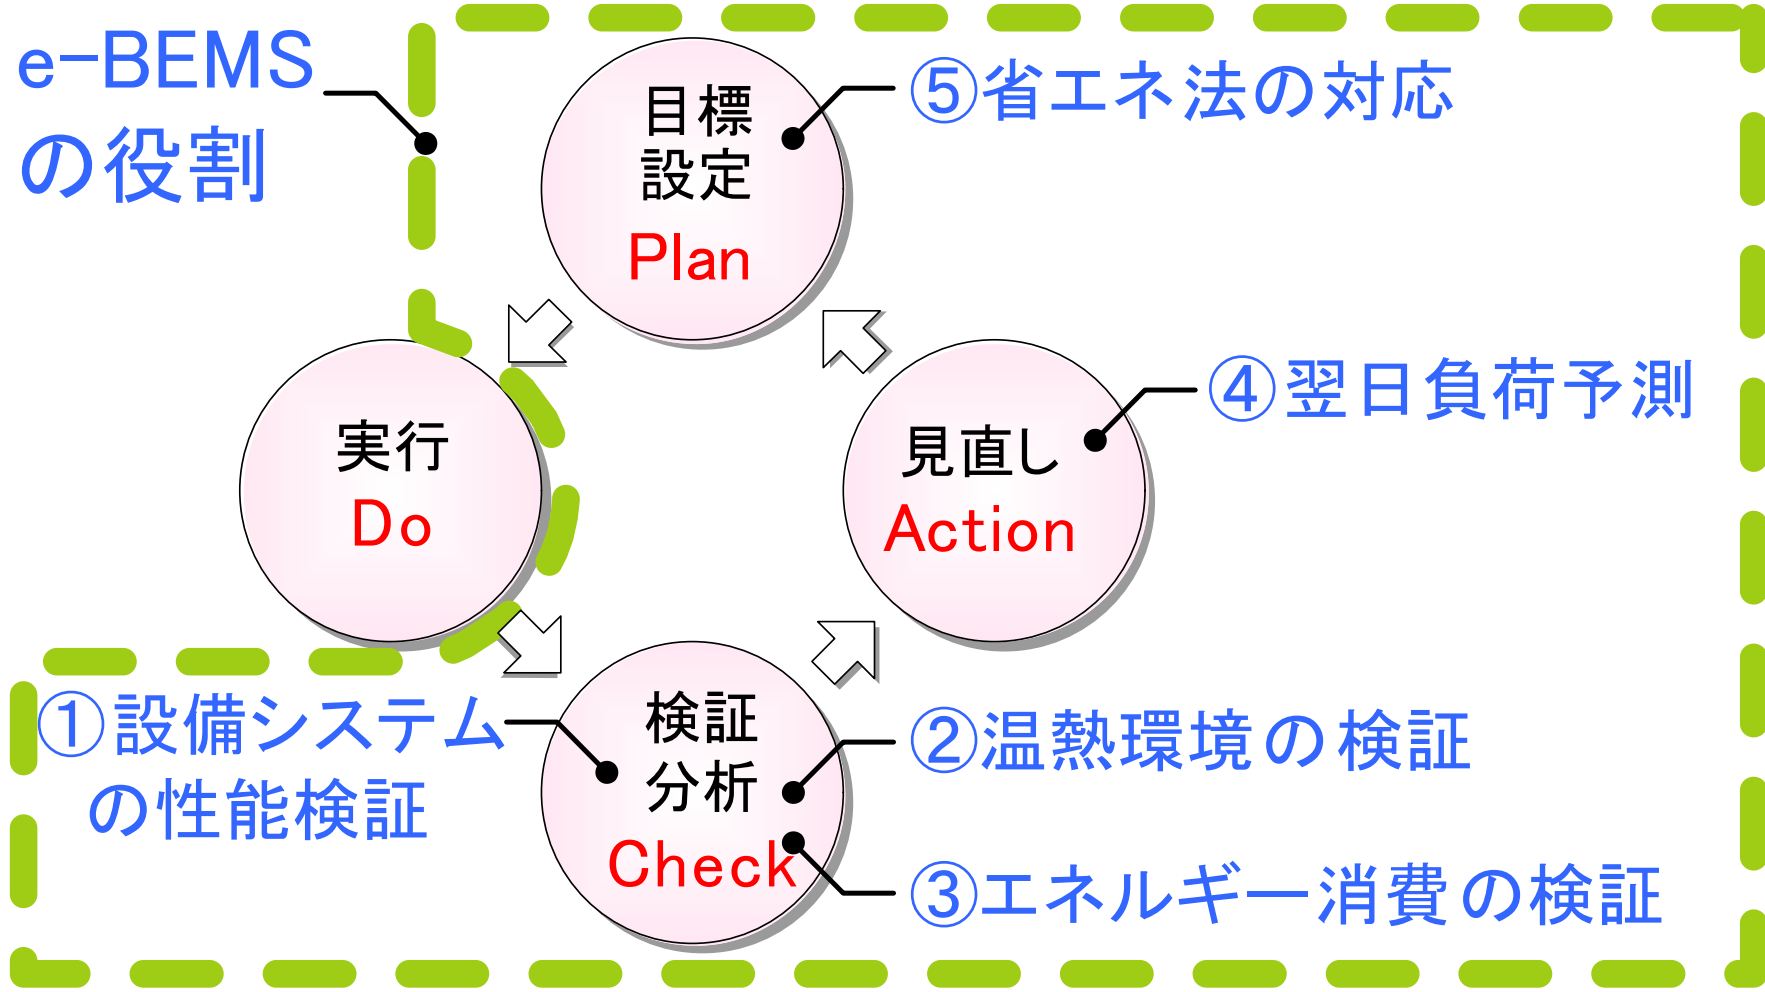 e-BEMS
の役割
目標
設定
Plan
⑤省エネ法の対応
実行
Do
見直し
Action
④翌日負荷予測
①設備システム
の性能検証
検証
分析
Check
②温熱環境の検証
③エネルギー消費の検証